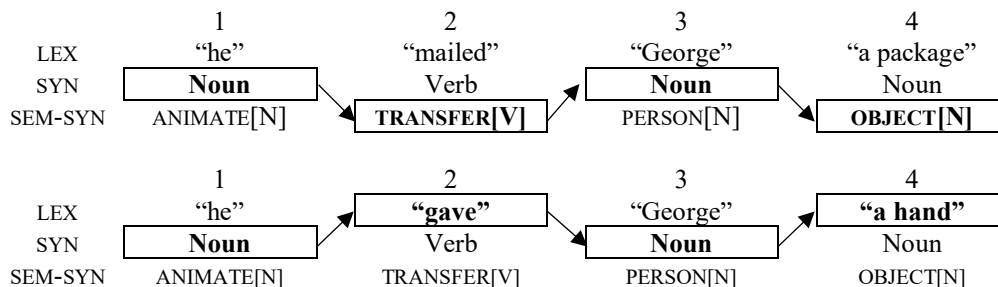 1 2 3 4
LEX "he" "mailed" "George" "a package"
SYN Noun Verb Noun Noun
SEM-SYN ANIMATE[N] TRANSFER[V] PERSON[N] OBJECT[N]
1 2 3 4
LEX "he" "gave" "George" "a hand"
SYN Noun Verb Noun Noun
SEM-SYN ANIMATE[N] TRANSFER[V] PERSON[N] OBJECT[N]